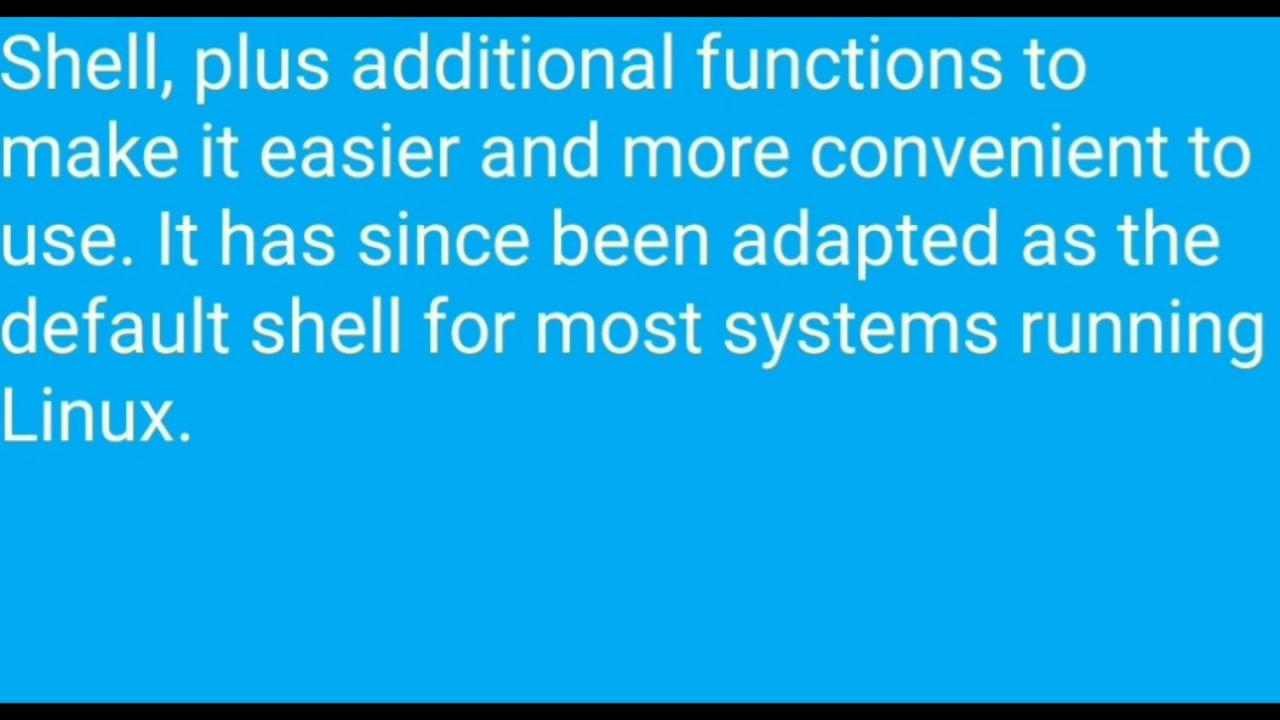 Shell, plus additional functions to
make it easier and more convenient to
use. It has since been adapted as the
default shell for most systems running
Linux.